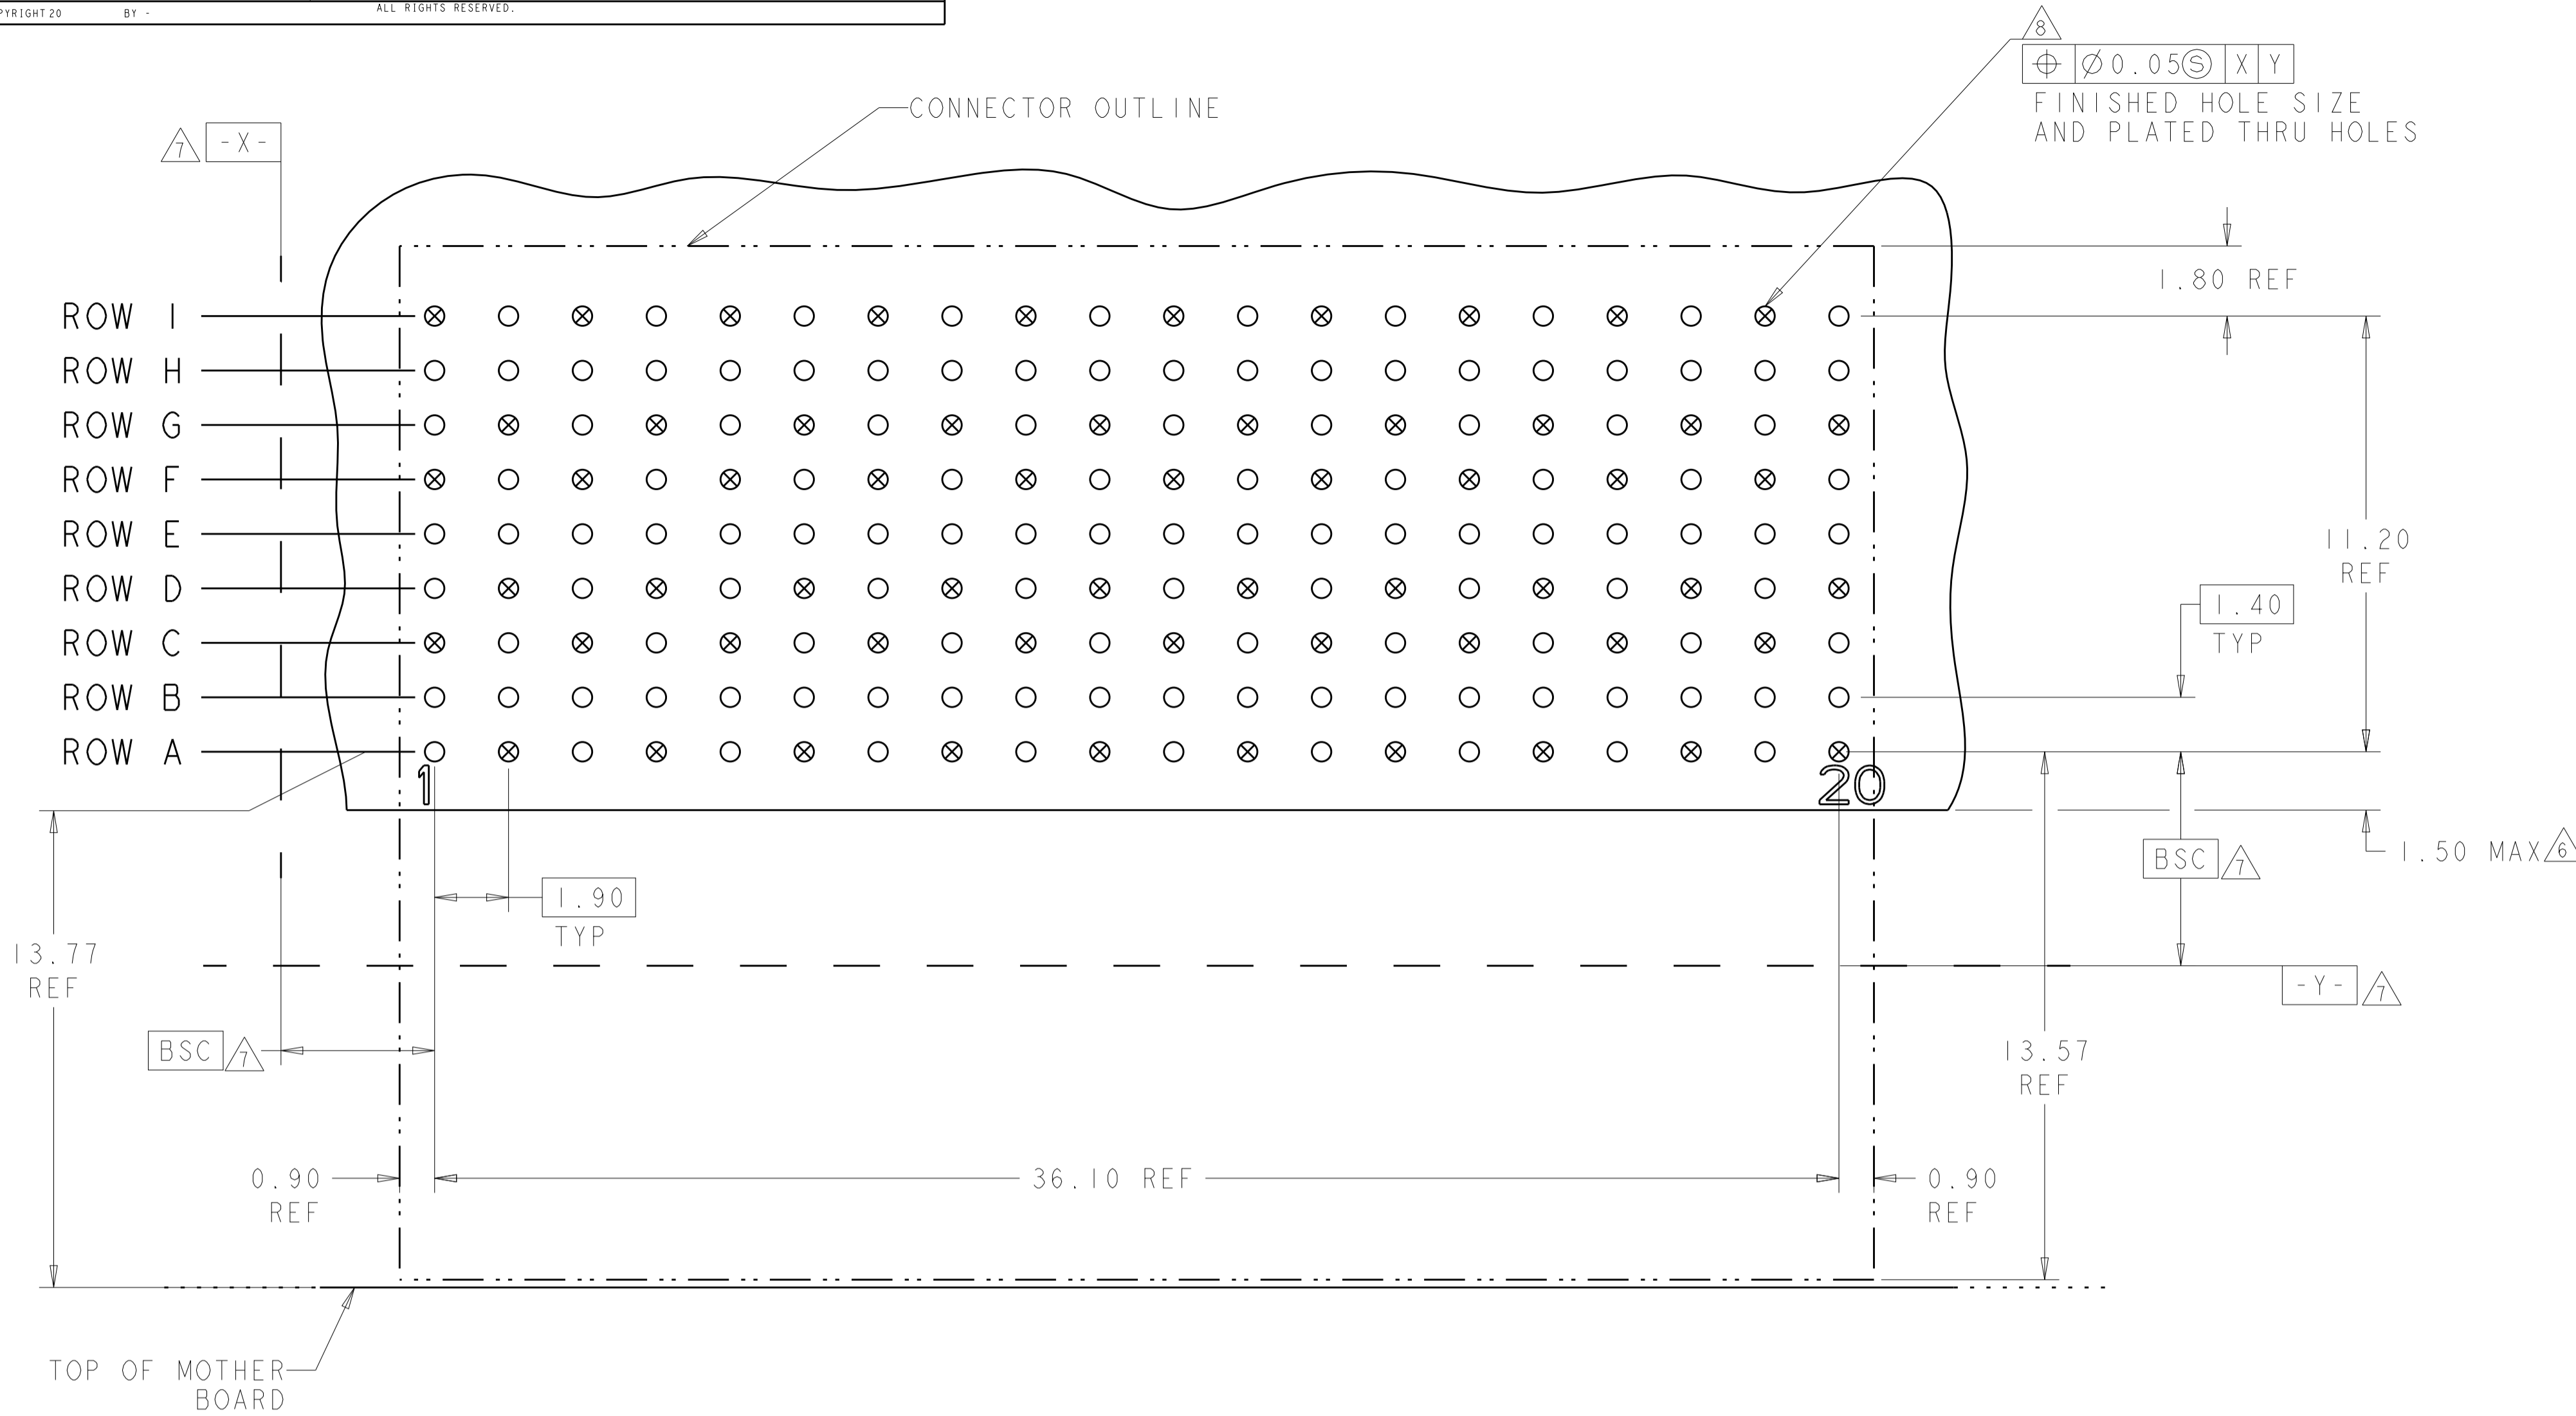 PYRIGHT 20 BY - ALL RIGHTS RESERVED.
8
⌖ Ø0.05Ⓢ X Y
FINISHED HOLE SIZE
AND PLATED THRU HOLES
CONNECTOR OUTLINE
7 -X-
1.80 REF
ROW I
ROW H
ROW G
ROW F
ROW E
ROW D
ROW C
ROW B
ROW A
11.20
REF
1.40
TYP
1 20
BSC 7
1.50 MAX 6
1.90
TYP
13.77
REF
-Y- 7
BSC 7
13.57
REF
0.90
REF
36.10 REF
0.90
REF
TOP OF MOTHER
BOARD